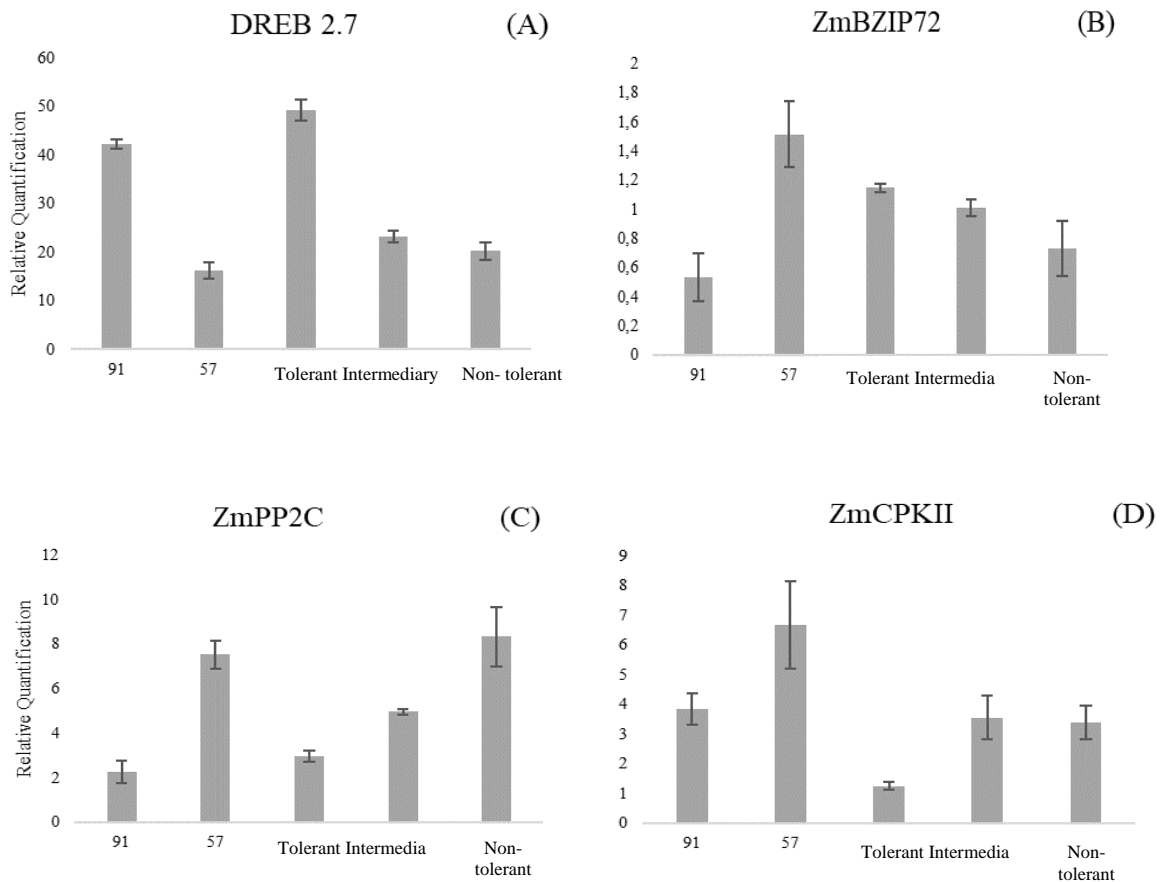 DREB 2.7 (A)
Relative Quantification
60
50
40
30
20
10
0
91 57 Tolerant Intermediary Non- tolerant
ZmBZIP72 (B)
2
1,8
1,6
1,4
1,2
1
0,8
0,6
0,4
0,2
0
91 57 Tolerant Intermedia Non-
tolerant
ZmPP2C (C)
Relative Quantification
12
10
8
6
4
2
0
91 57 Tolerant Intermedia Non-
tolerant
ZmCPKII (D)
9
8
7
6
5
4
3
2
1
0
91 57 Tolerant Intermedia Non-
tolerant